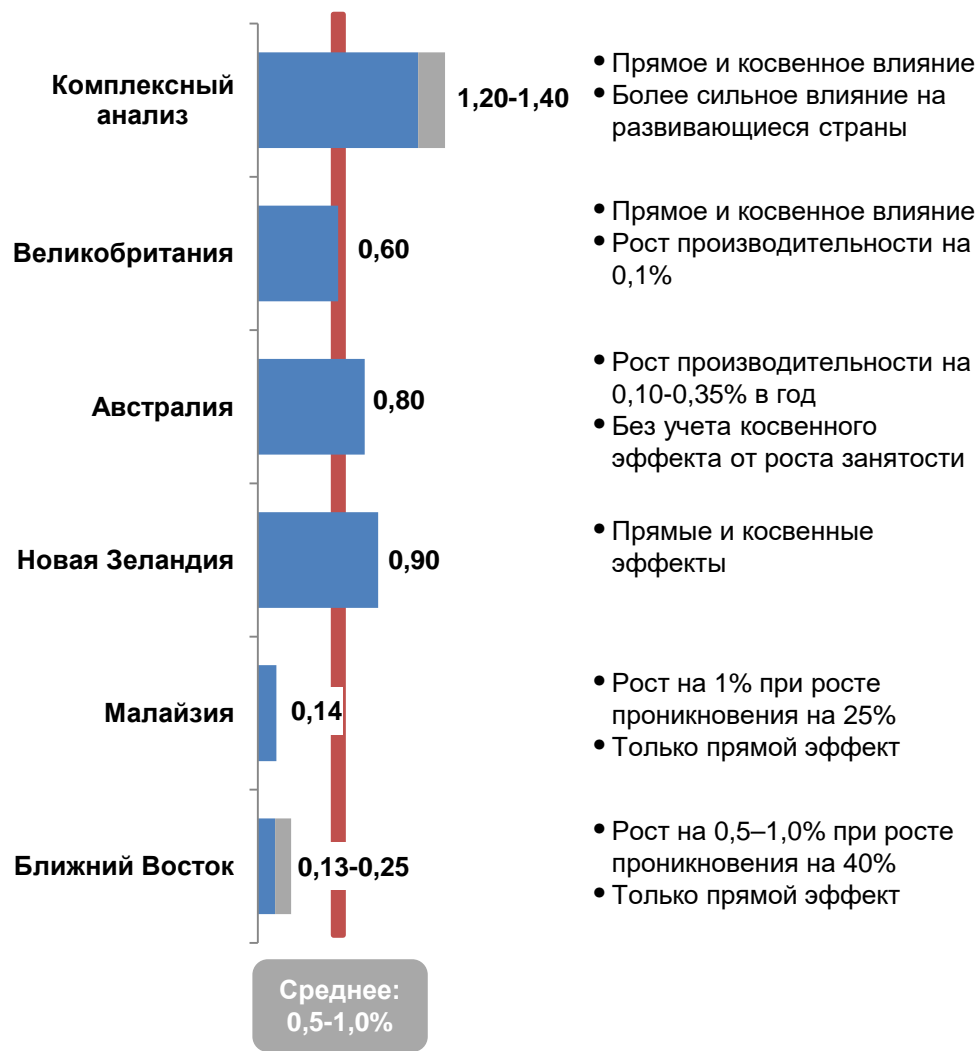 Комплексный
анализ
1,20-1,40
• Прямое и косвенное влияние
• Более сильное влияние на
развивающиеся страны
Великобритания
0,60
• Прямое и косвенное влияние
• Рост производительности на
0,1%
Австралия
0,80
• Рост производительности на
0,10-0,35% в год
• Без учета косвенного
эффекта от роста занятости
Новая Зеландия
0,90
• Прямые и косвенные
эффекты
Малайзия
0,14
• Рост на 1% при росте
проникновения на 25%
• Только прямой эффект
Ближний Восток
0,13-0,25
• Рост на 0,5–1,0% при росте
проникновения на 40%
• Только прямой эффект
Среднее:
0,5-1,0%